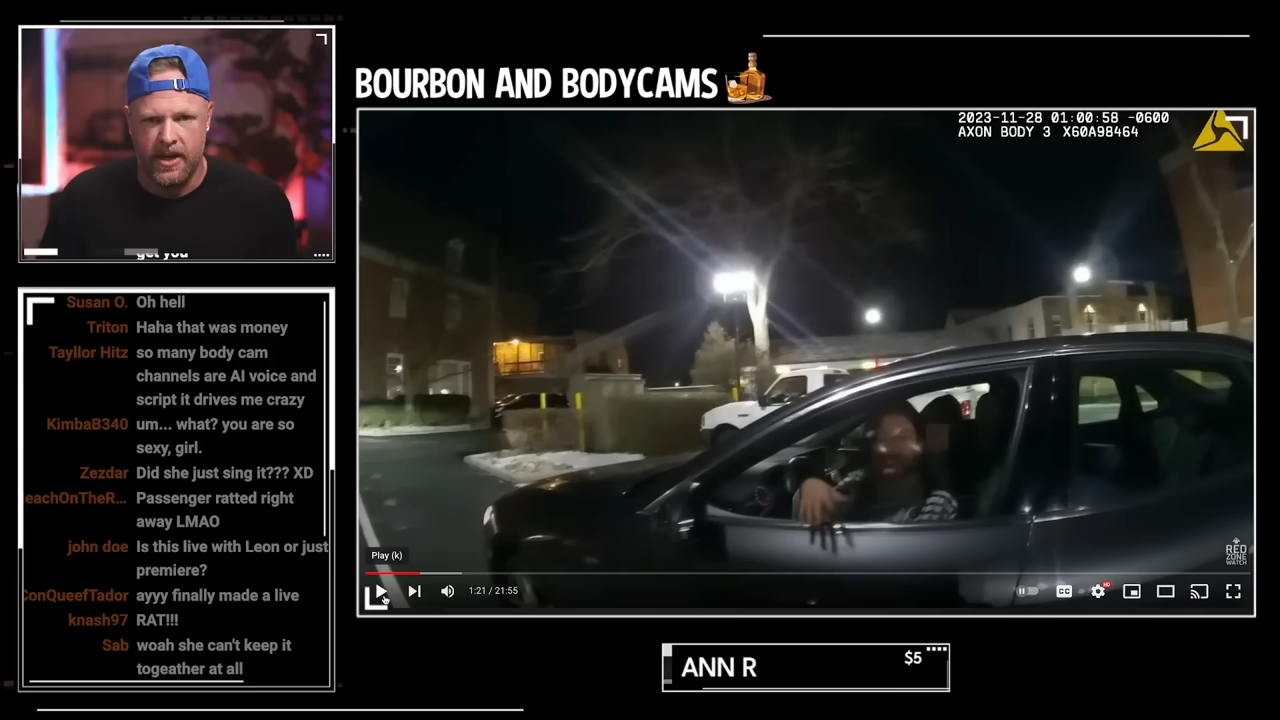 BOURBON AND BODYCAMS
2023-11-28 01:00:58 -0600
AXON BODY 3 X60A98464
get you
Susan O. Oh hell
Triton Haha that was money
Tayllor Hitz so many body cam
channels are AI voice and
script it drives me crazy
KimbaB340 um... what? you are so
sexy, girl.
Zezdar Did she just sing it??? XD
eachOnTheR... Passenger ratted right
away LMAO
john doe Is this live with Leon or just
premiere?
ConQueefTador ayyy finally made a live
knash97 RAT!!!
Sab woah she can't keep it
togeather at all
Play (k)
1:21 / 21:55
CC
HD
RED
ZONE
WATCH
ANN R
$5